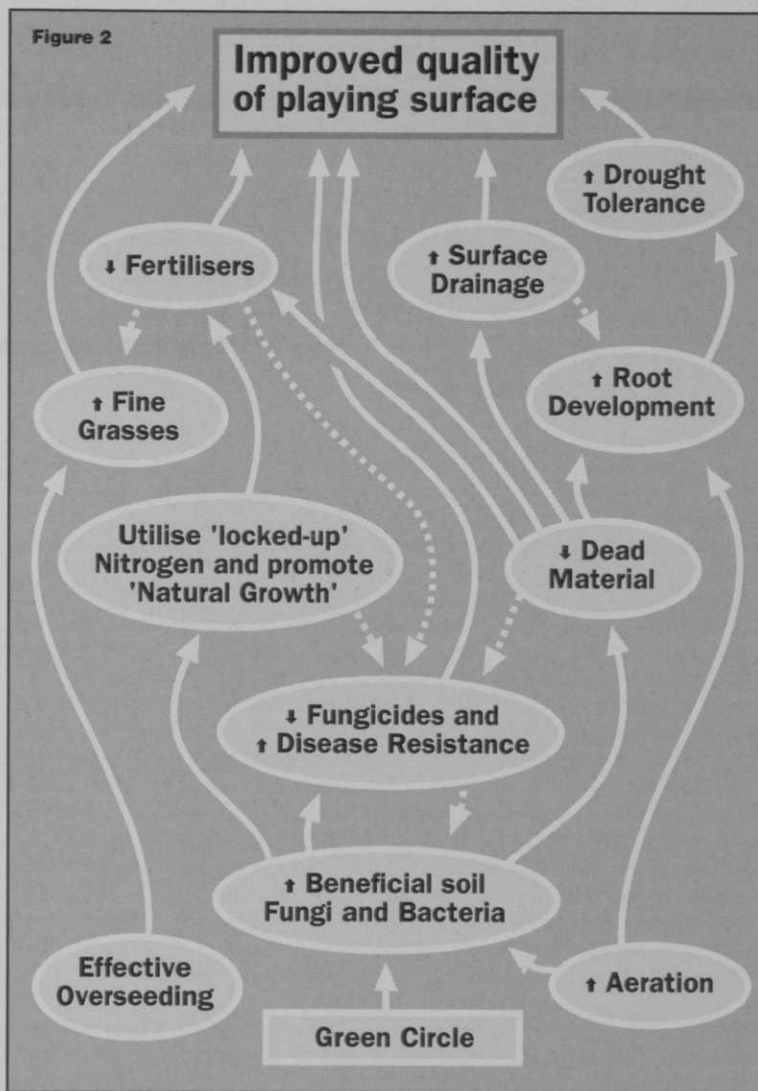 Figure 2
Improved quality
of playing surface
↑ Drought
Tolerance
↓ Fertilisers
↑ Surface
Drainage
↑ Fine
Grasses
↑ Root
Development
Utilise 'locked-up'
Nitrogen and promote
'Natural Growth'
↓ Dead
Material
↓ Fungicides and
↑ Disease Resistance
↑ Beneficial soil
Fungi and Bacteria
Effective
Overseeding
↑ Aeration
Green Circle